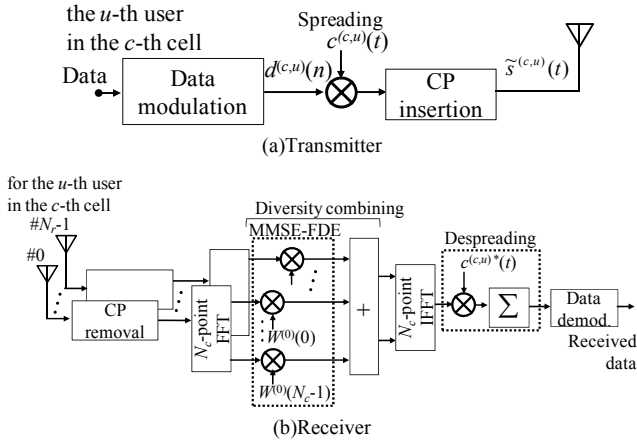 the u-th user
in the c-th cell
Data
Data
modulation
d^(c,u)(n)
Spreading
c^(c,u)(t)
CP
insertion
s̃^(c,u)(t)
(a)Transmitter
for the u-th user
in the c-th cell
#N_r-1
#0
CP
removal
N_c-point
FFT
Diversity combining
MMSE-FDE
W^(0)(0)
W^(0)(N_c-1)
+
N_c-point
IFFT
Despreading
c^(c,u)*(t)
Σ
Data
demod.
Received
data
(b)Receiver